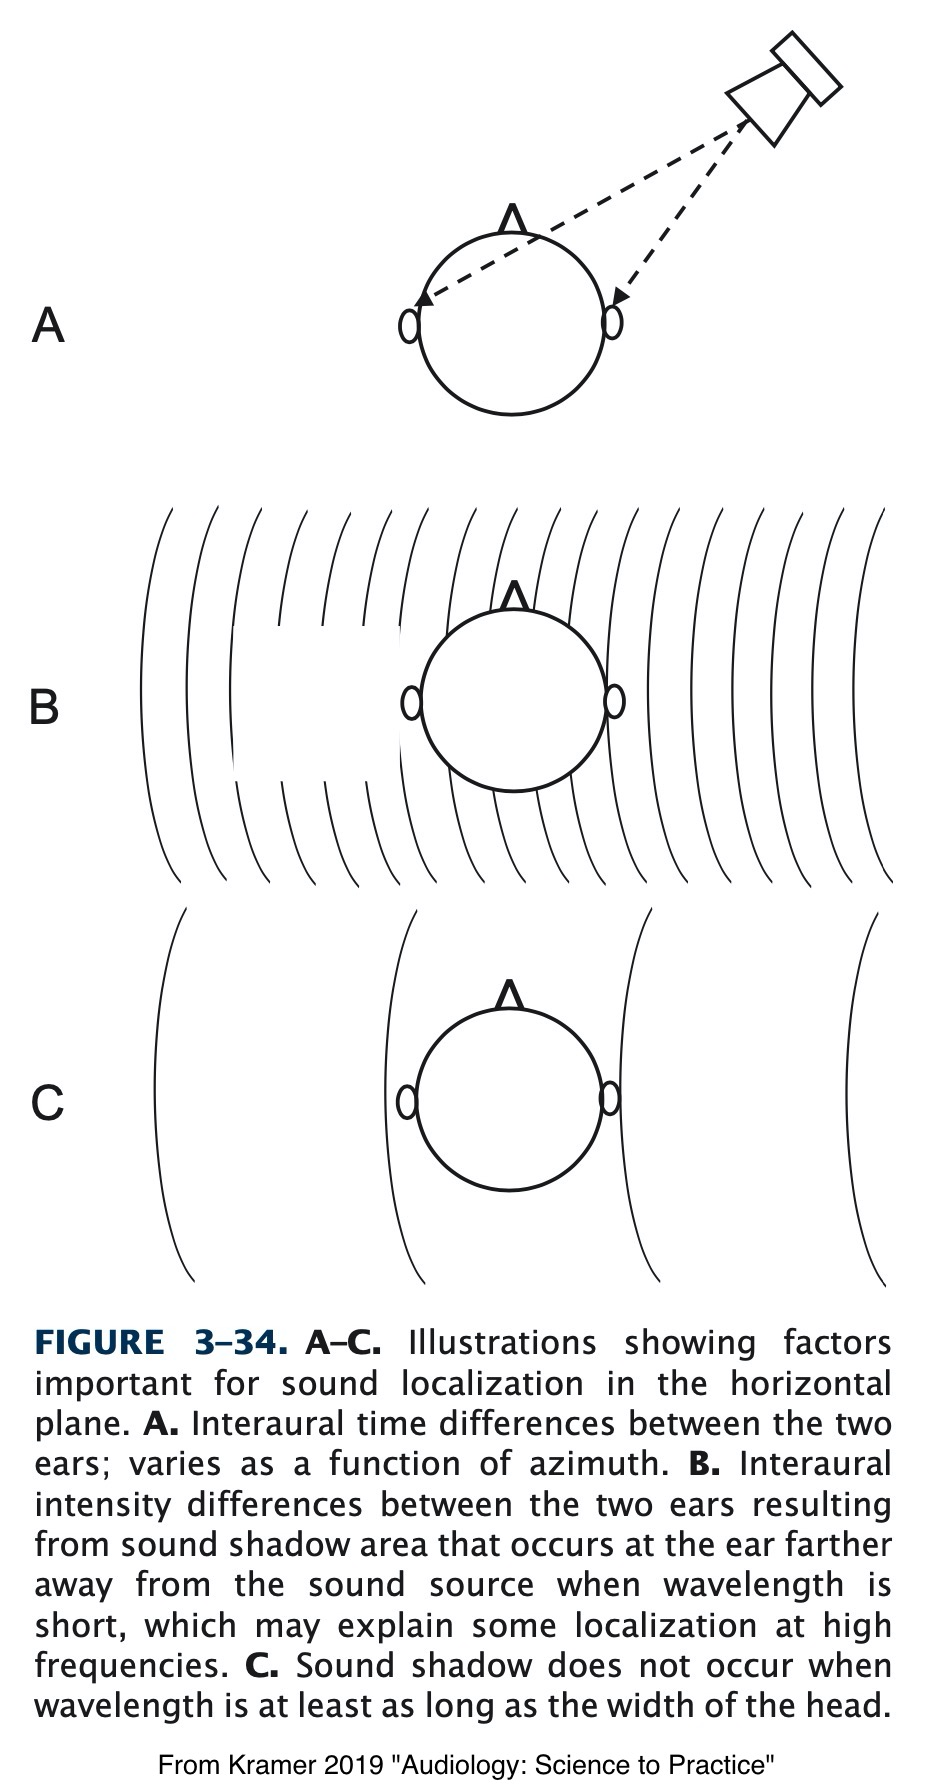 A
B
C
FIGURE 3–34. A–C. Illustrations showing factors
important for sound localization in the horizontal
plane. A. Interaural time differences between the two
ears; varies as a function of azimuth. B. Interaural
intensity differences between the two ears resulting
from sound shadow area that occurs at the ear farther
away from the sound source when wavelength is
short, which may explain some localization at high
frequencies. C. Sound shadow does not occur when
wavelength is at least as long as the width of the head.
From Kramer 2019 "Audiology: Science to Practice"